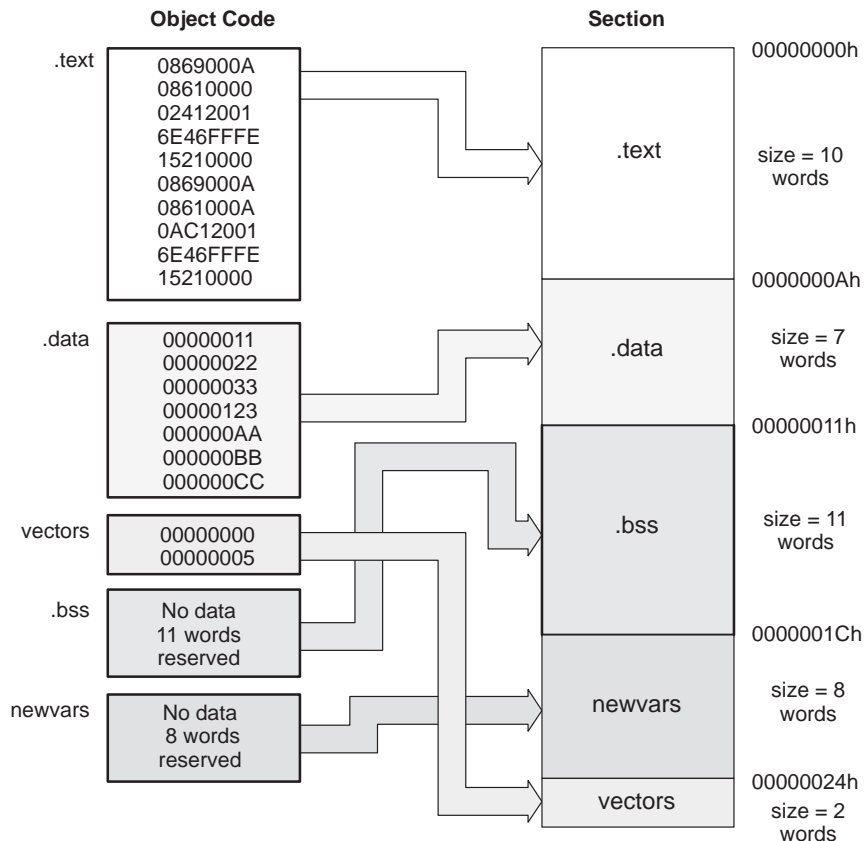 Object Code
Section
.text
0869000A
08610000
02412001
6E46FFFE
15210000
0869000A
0861000A
0AC12001
6E46FFFE
15210000
.data
00000011
00000022
00000033
00000123
000000AA
000000BB
000000CC
vectors
00000000
00000005
.bss
No data
11 words
reserved
newvars
No data
8 words
reserved
00000000h
.text
size = 10
words
0000000Ah
.data
size = 7
words
00000011h
.bss
size = 11
words
0000001Ch
newvars
size = 8
words
00000024h
vectors
size = 2
words